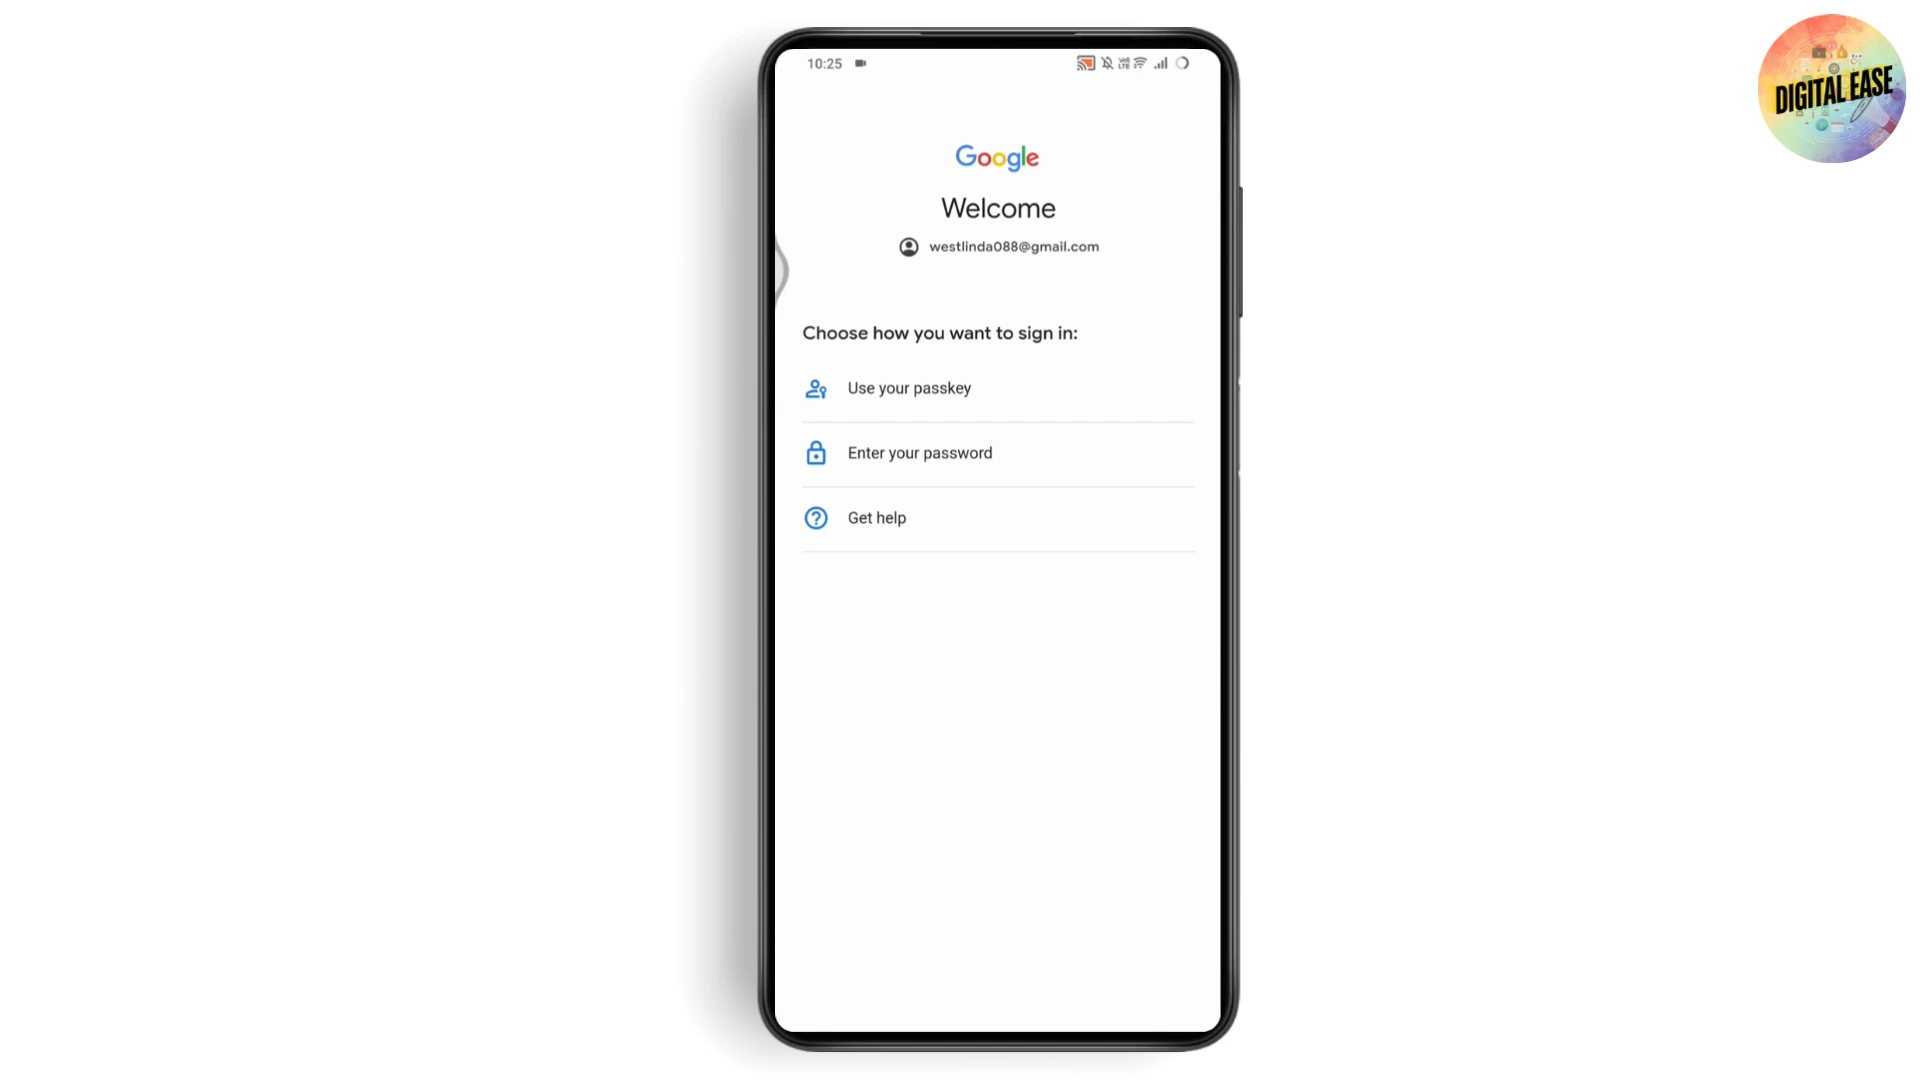 10:25
Google
Welcome
westlinda088@gmail.com
Choose how you want to sign in:
Use your passkey
Enter your password
Get help
DIGITAL EASE